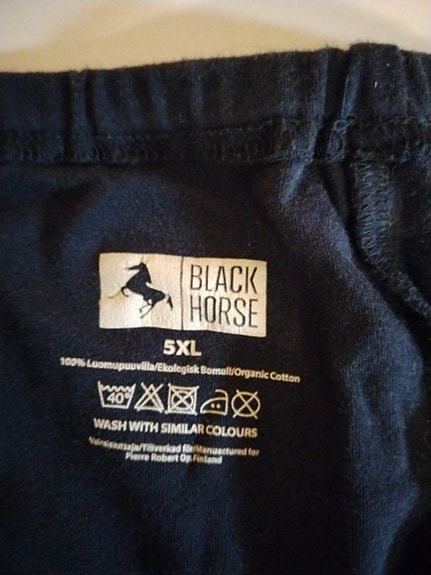 BLACK
HORSE
5XL
100% Luomupuuvilla/Ekologisk Bomull/Organic Cotton
40°
WASH WITH SIMILAR COLOURS
Valmistuttaja/Tillverkad för/Manufactured for
Pierre Robert Oy, Finland